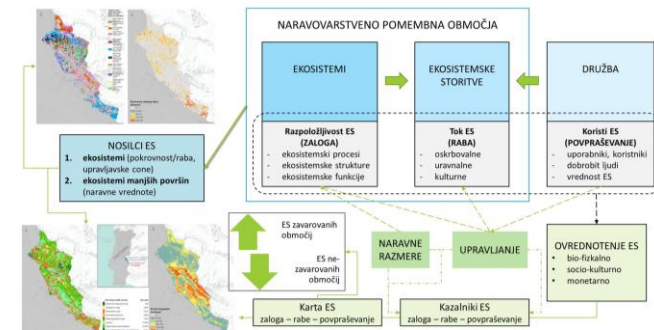 NARAVOVARSTVENO POMEMBNA OBMOČJA
EKOSISTEMI
EKOSISTEMSKE
STORITVE
DRUŽBA
Razpoložljivost ES
(ZALOGA)
- ekosistemski procesi
- ekosistemske strukture
- ekosistemske funkcije
Tok ES
(RABA)
- oskrbovalne
- uravnalne
- kulturne
Koristi ES
(POVPRAŠEVANJE)
- uporabniki, koristniki
- dobrobit ljudi
- vrednost ES
NOSILCI ES
1. ekosistemi (pokrovnost/raba,
upravljavske cone)
2. ekosistemi manjših površin
(naravne vrednote)
ES zavarovanih
območij
ES ne-
zavarovanih
območij
NARAVNE
RAZMERE
UPRAVLJANJE
OVREDNOTENJE ES
• bio-fizkalno
• socio-kulturno
• monetarno
Karta ES
zaloga – rabe – povpraševanje
Kazalniki ES
zaloga – rabe – povpraševanje